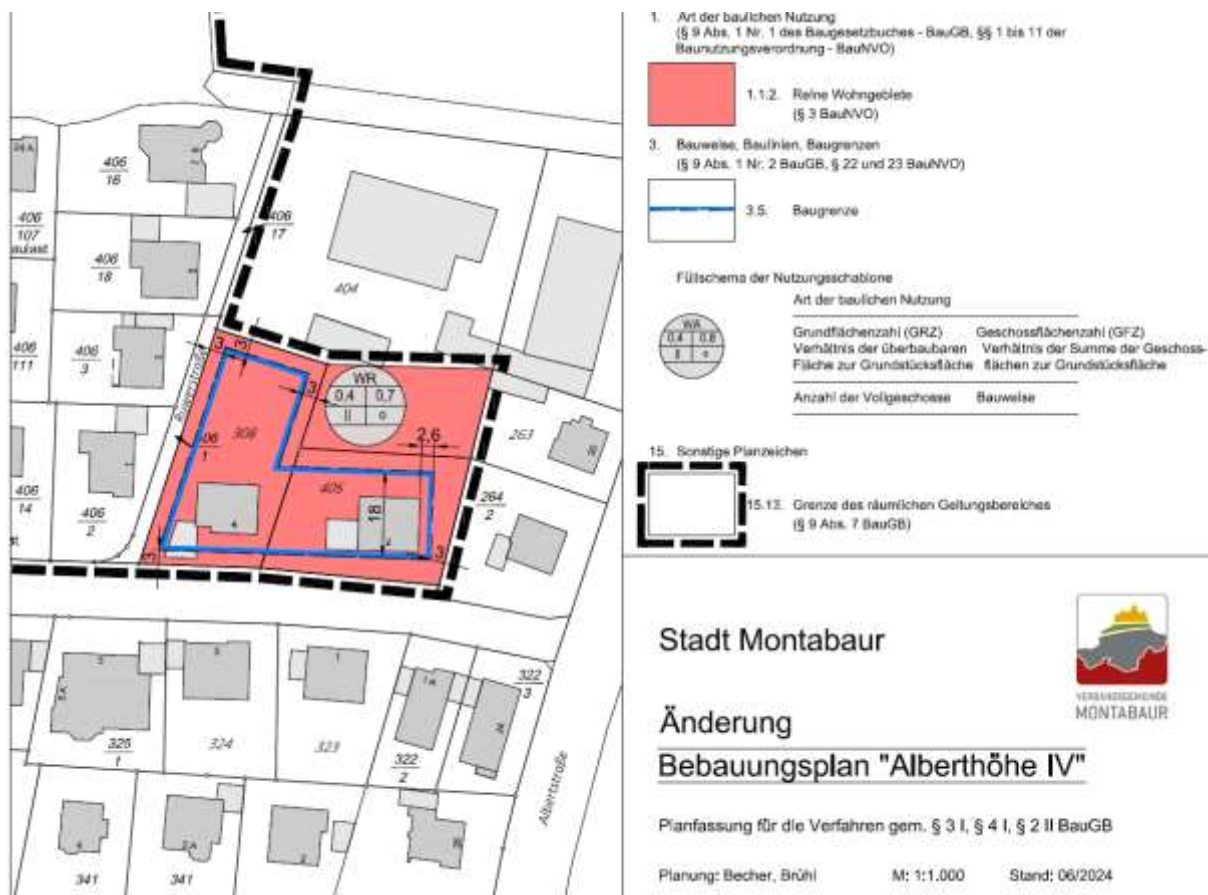 406
16
406
107
aukast
406
18
406
17
404
406
3
406
111
Rupperstraße
3
3
3
WR
0,4 0,7
II o
308
406
1
405
2,6
18
263
264
2
406
14
406
2
4
3
3
322
3
325
1
324
323
322
2
Albertstraße
341
341
1. Art der baulichen Nutzung
(§ 9 Abs. 1 Nr. 1 des Baugesetzbuches - BauGB, §§ 1 bis 11 der
Baunutzungsverordnung - BauNVO)
1.1.2. Reine Wohngebiete
(§ 3 BauNVO)
3. Bauweise, Baulinien, Baugrenzen
(§ 9 Abs. 1 Nr. 2 BauGB, § 22 und 23 BauNVO)
3.5. Baugrenze
Füllschema der Nutzungsschablone
Art der baulichen Nutzung
WA
0,4 0,8
II o
Grundflächenzahl (GRZ) Geschossflächenzahl (GFZ)
Verhältnis der überbaubaren Verhältnis der Summe der Geschoss-
Fläche zur Grundstücksfläche flächen zur Grundstücksfläche
Anzahl der Vollgeschosse Bauweise
15. Sonstige Planzeichen
15.13. Grenze des räumlichen Geltungsbereiches
(§ 9 Abs. 7 BauGB)
Stadt Montabaur
VERBANDSGEMEINDE
MONTABAUR
Änderung
Bebauungsplan "Alberthöhe IV"
Planfassung für die Verfahren gem. § 3 I, § 4 I, § 2 II BauGB
Planung: Becher, Brühl M: 1:1.000 Stand: 06/2024